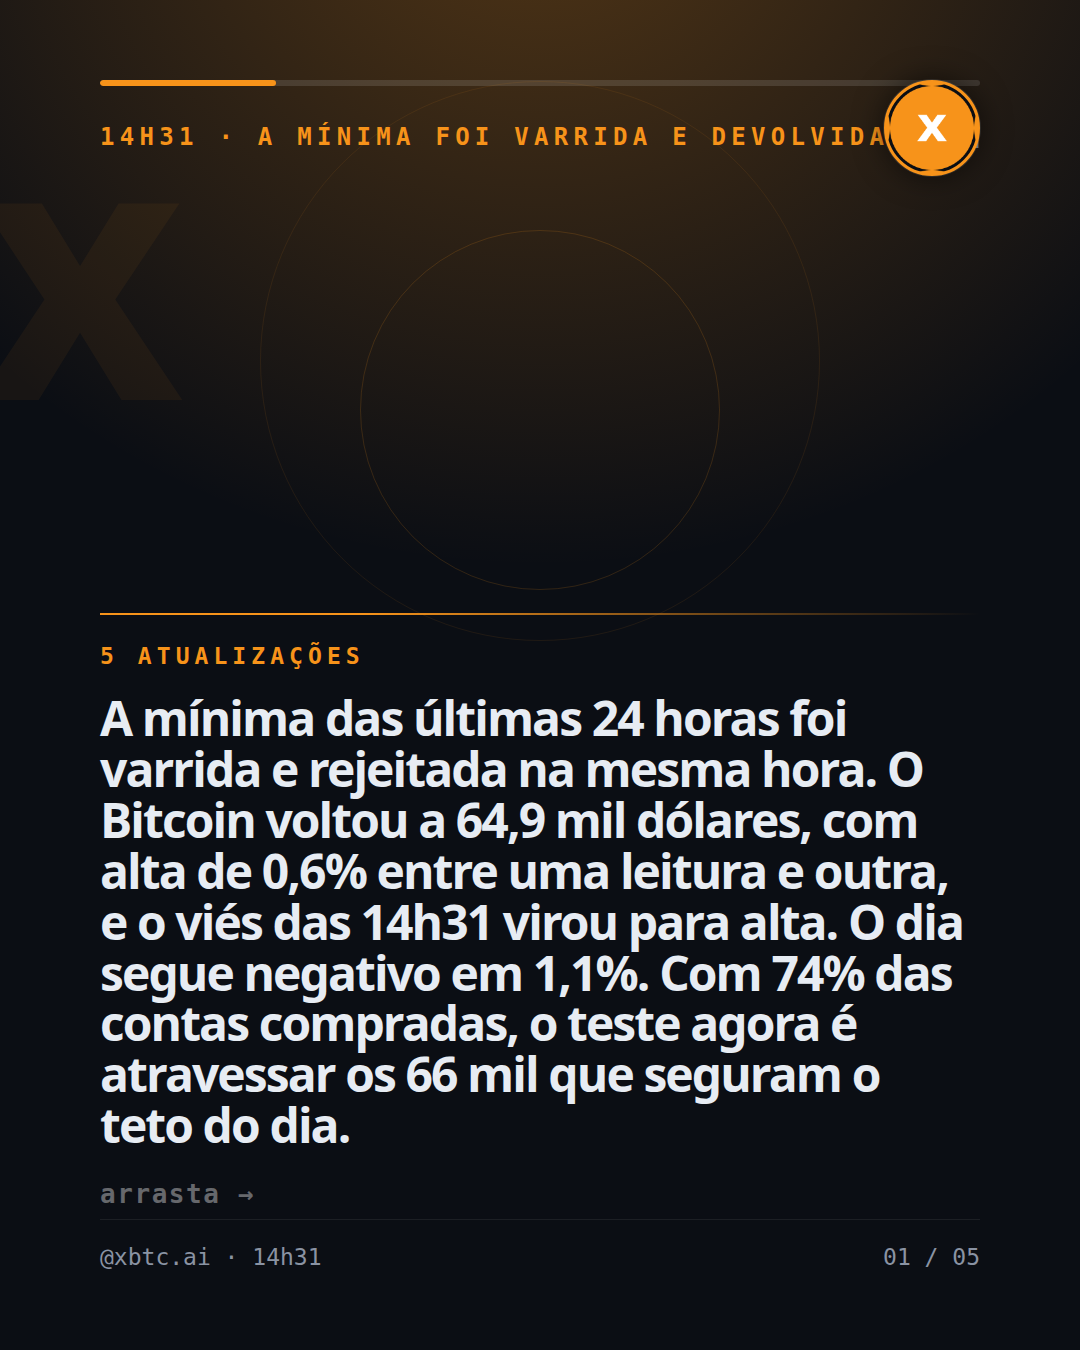 14H31 · A MÍNIMA FOI VARRIDA E DEVOLVIDA
x
X
5 ATUALIZAÇÕES
A mínima das últimas 24 horas foi
varrida e rejeitada na mesma hora. O
Bitcoin voltou a 64,9 mil dólares, com
alta de 0,6% entre uma leitura e outra,
e o viés das 14h31 virou para alta. O dia
segue negativo em 1,1%. Com 74% das
contas compradas, o teste agora é
atravessar os 66 mil que seguram o
teto do dia.
arrasta →
@xbtc.ai · 14h31
01 / 05